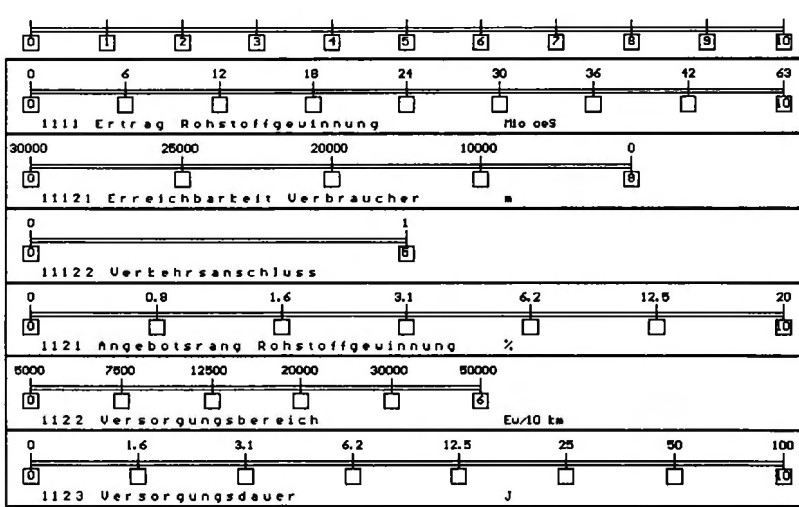 0 1 2 3 4 5 6 7 8 9 10
0 6 12 18 24 30 36 42 63
0 10
1111 Ertrag Rohstoffgewinnung Mio oeS
30000 25000 20000 10000 0
0 8
11121 Erreichbarkeit Verbraucher m
0 1
0 5
11122 Verkehrsanschluss
0 0.8 1.6 3.1 6.2 12.5 20
0 10
1121 Angebotsrang Rohstoffgewinnung %
5000 7500 12500 20000 30000 50000
0 6
1122 Versorgungsbereich Ew/10 km
0 1.6 3.1 6.2 12.5 25 50 100
0 10
1123 Versorgungsdauer J